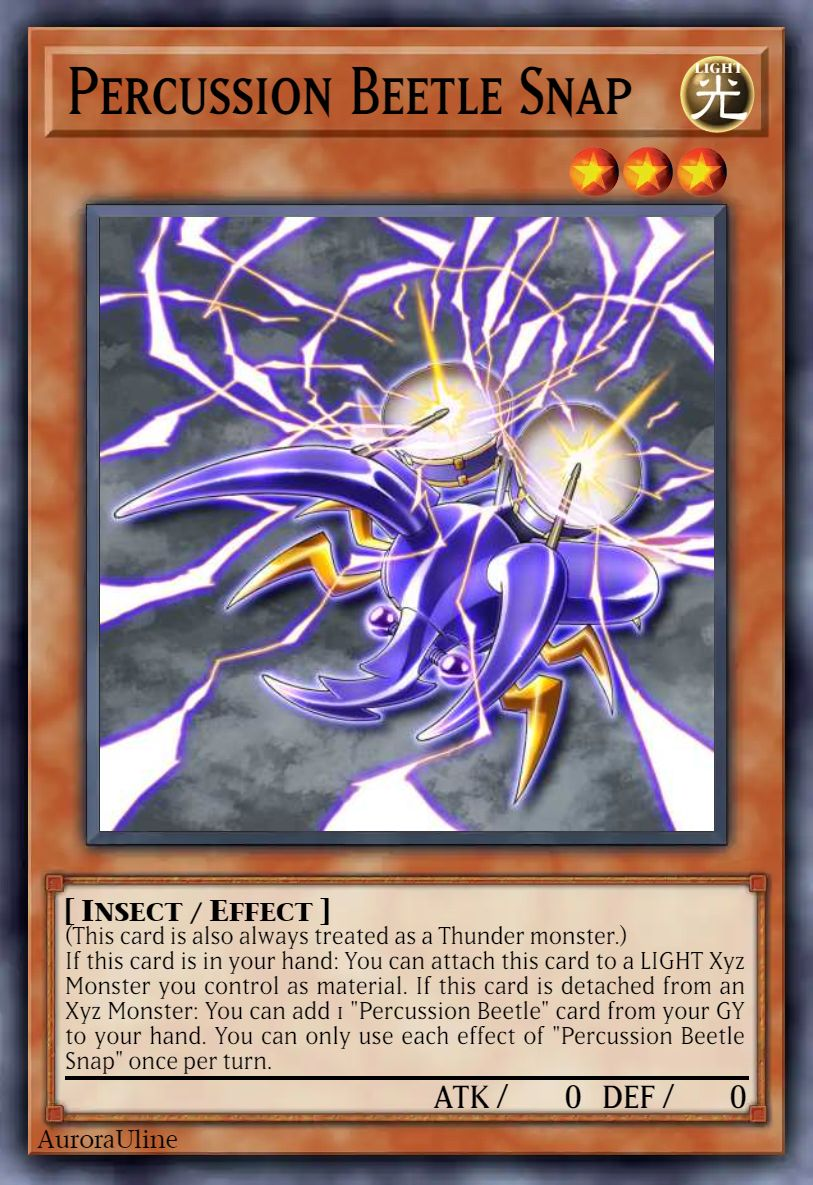 Percussion Beetle Snap
LIGHT
光
[ Insect / Effect ]
(This card is also always treated as a Thunder monster.)
If this card is in your hand: You can attach this card to a LIGHT Xyz
Monster you control as material. If this card is detached from an
Xyz Monster: You can add 1 "Percussion Beetle" card from your GY
to your hand. You can only use each effect of "Percussion Beetle
Snap" once per turn.
ATK / 0 DEF / 0
AuroraUline